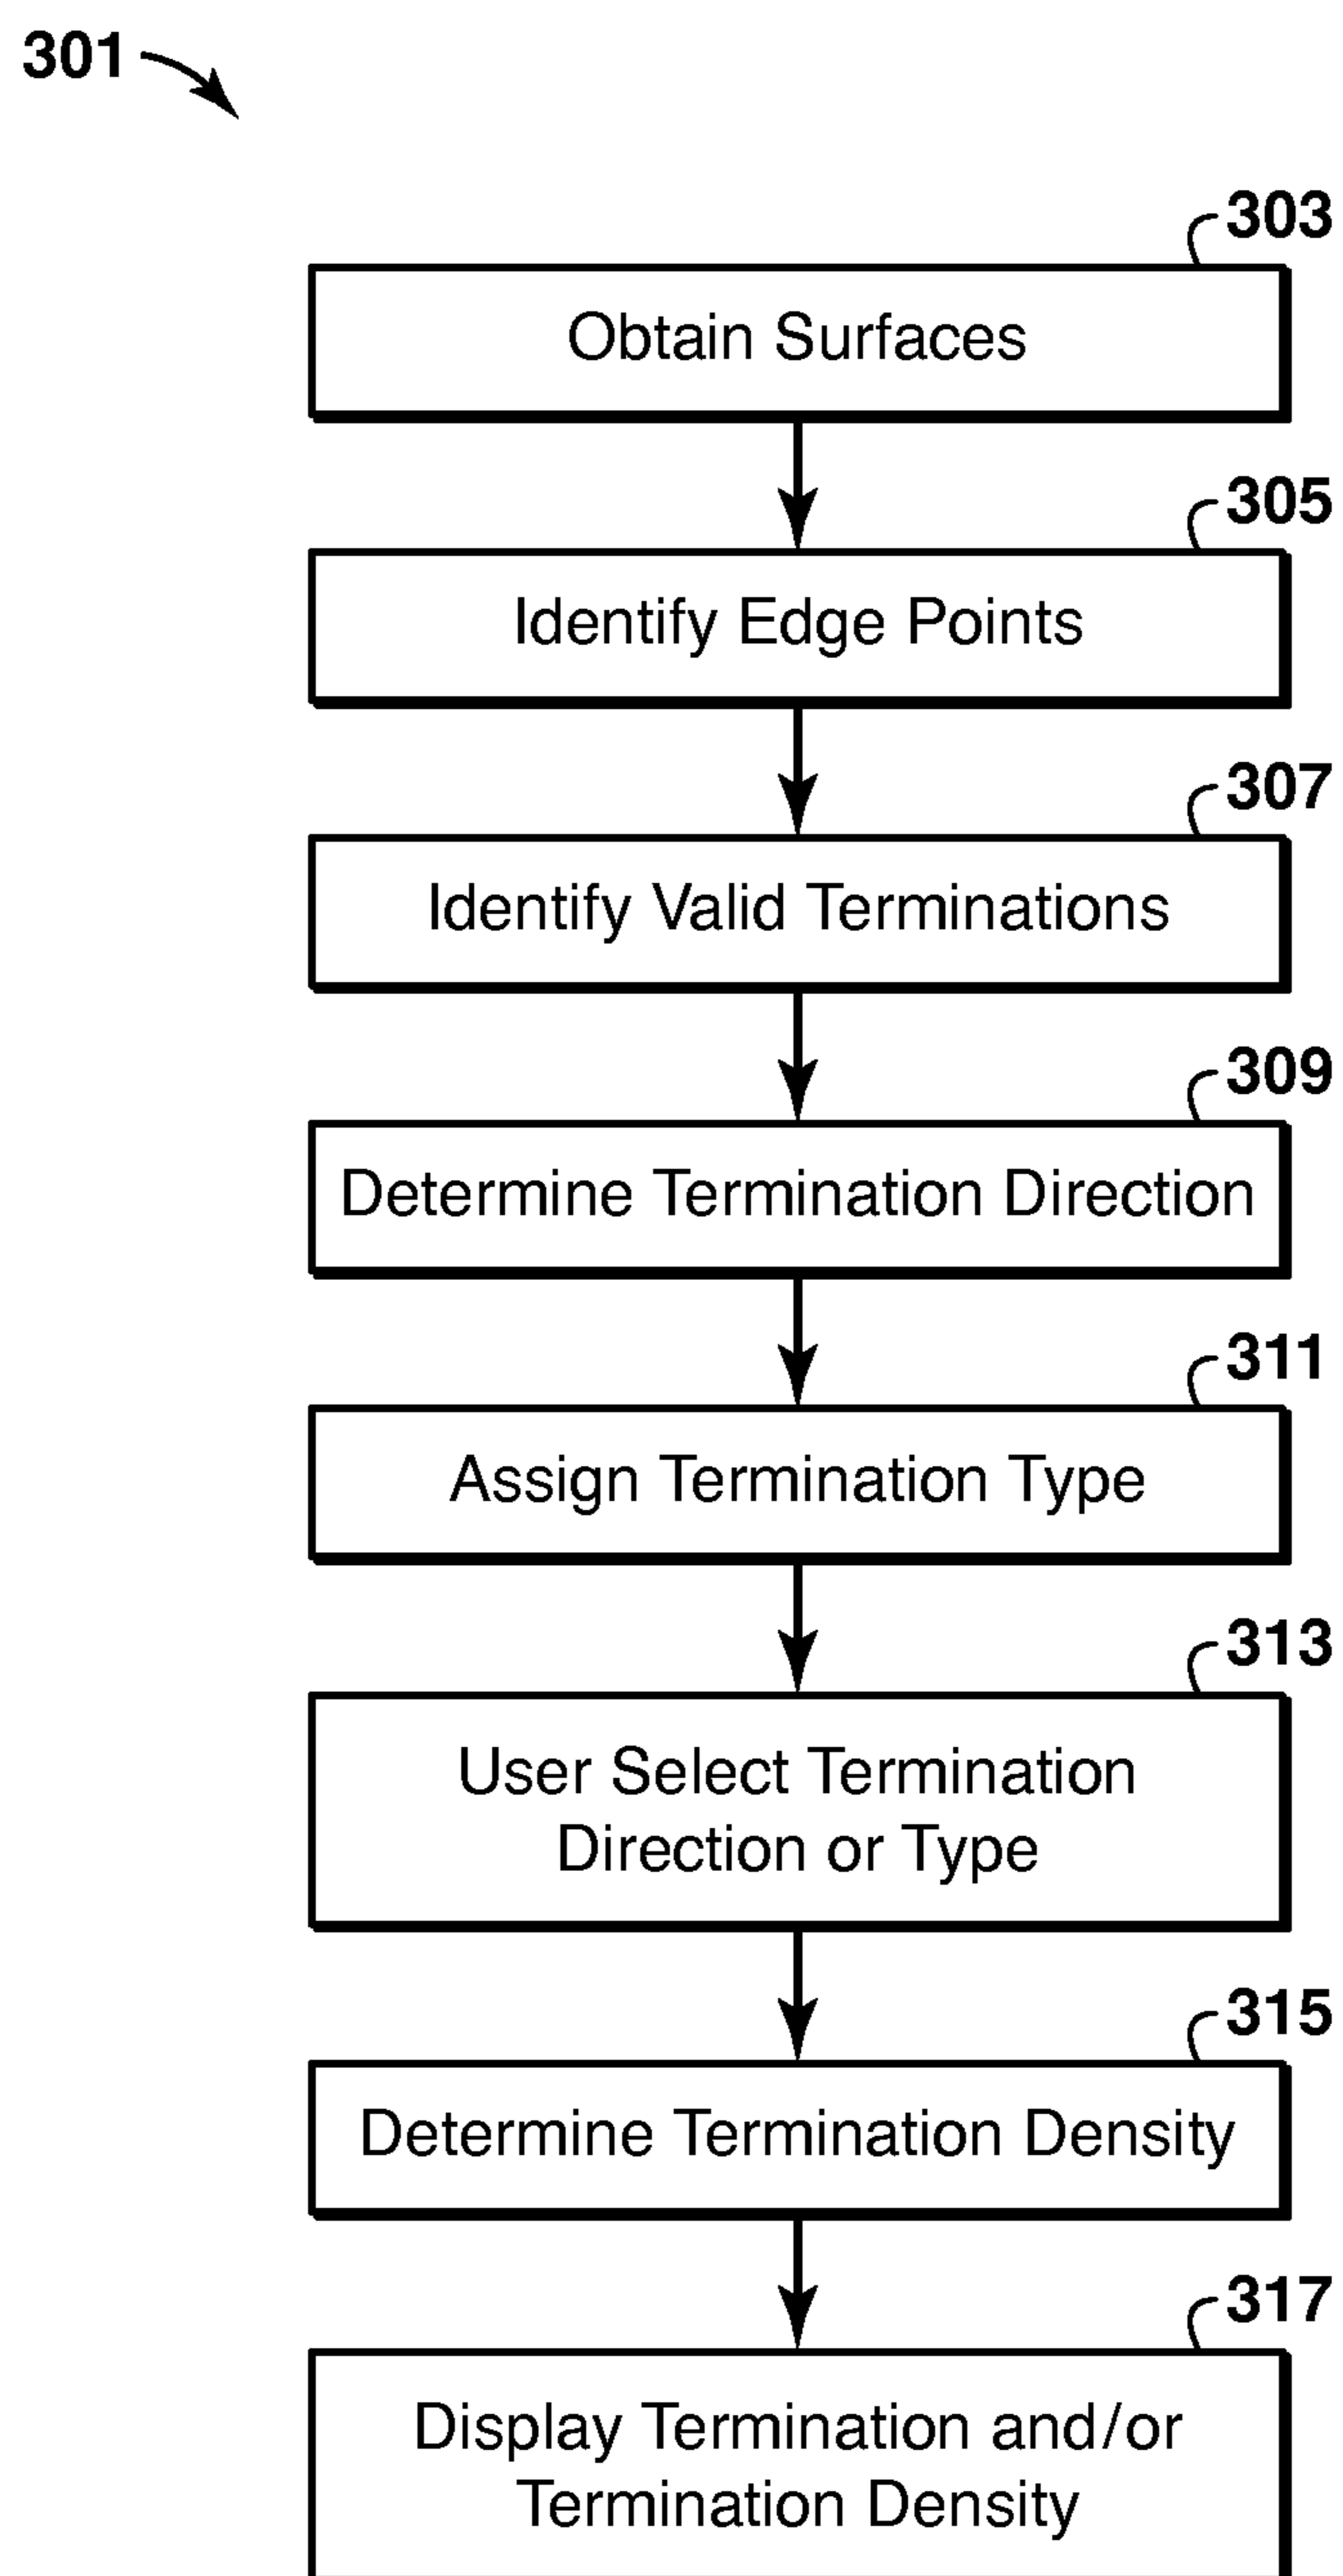 301
303
Obtain Surfaces
305
Identify Edge Points
307
Identify Valid Terminations
309
Determine Termination Direction
311
Assign Termination Type
313
User Select Termination
Direction or Type
315
Determine Termination Density
317
Display Termination and/or
Termination Density